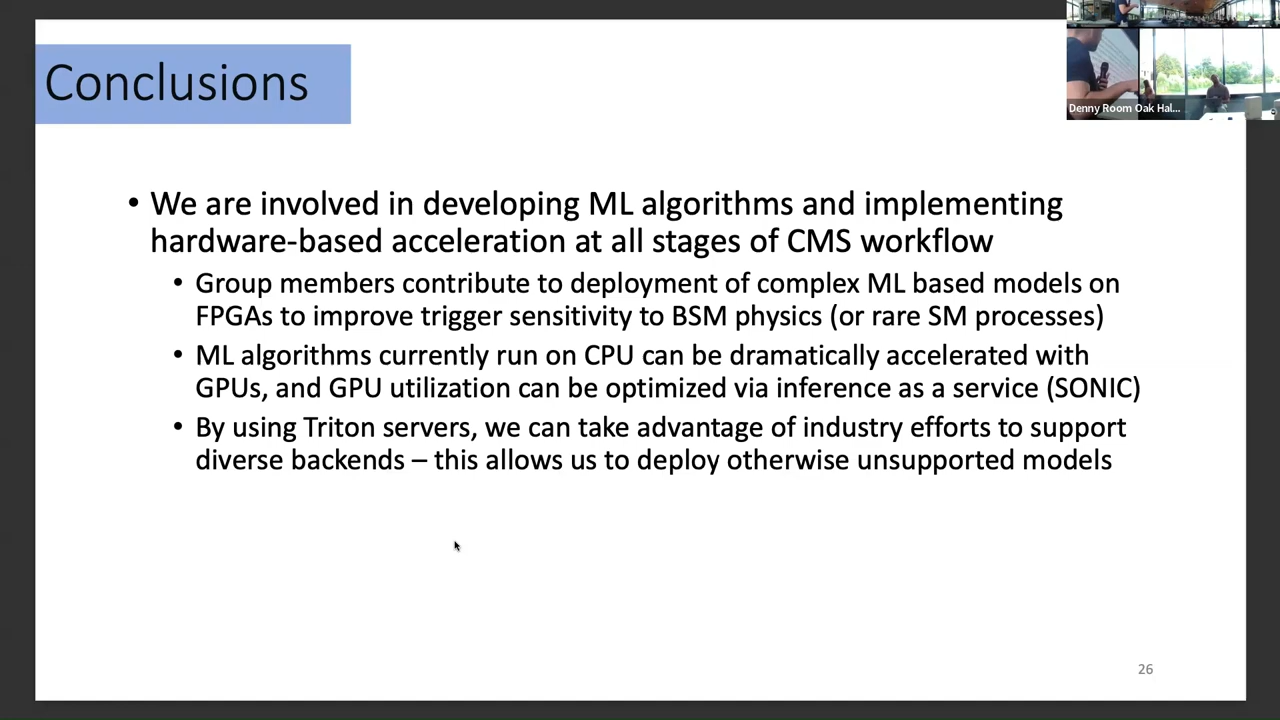 Conclusions
Denny Room Oak Hal...
• We are involved in developing ML algorithms and implementing
hardware-based acceleration at all stages of CMS workflow
• Group members contribute to deployment of complex ML based models on
FPGAs to improve trigger sensitivity to BSM physics (or rare SM processes)
• ML algorithms currently run on CPU can be dramatically accelerated with
GPUs, and GPU utilization can be optimized via inference as a service (SONIC)
• By using Triton servers, we can take advantage of industry efforts to support
diverse backends – this allows us to deploy otherwise unsupported models
26